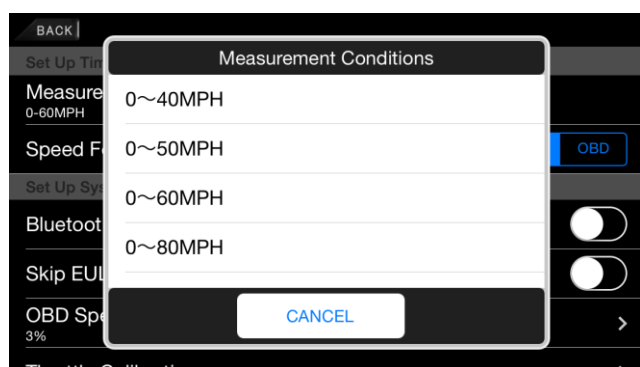 BACK
Set Up Tim
Measurement Conditions
Measure
0-60MPH
0～40MPH
Speed Fo
0～50MPH
OBD
Set Up Sys
0～60MPH
Bluetoot
0～80MPH
Skip EUL
OBD Spe
3%
CANCEL
>